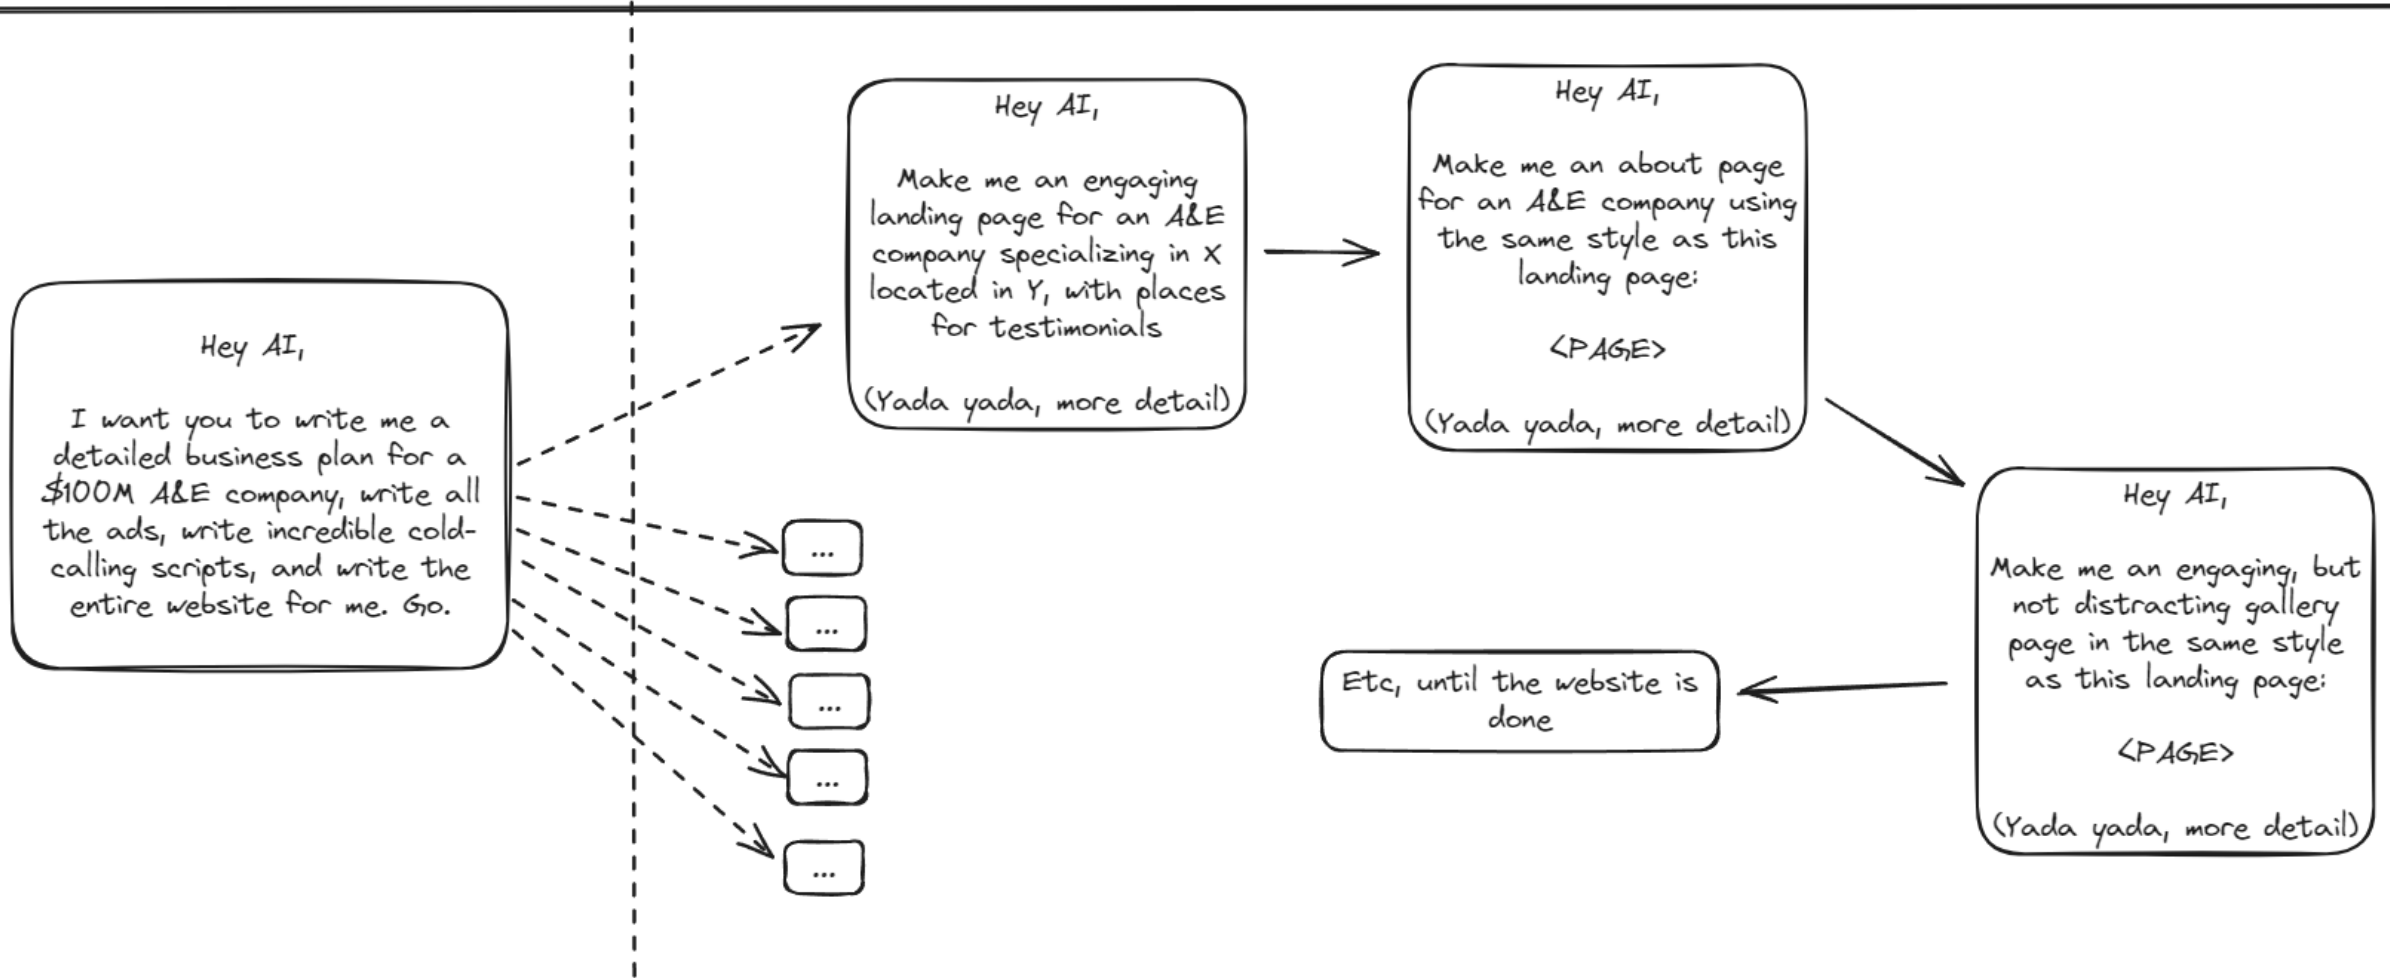 Hey AI,
I want you to write me a
detailed business plan for a
$100M A&E company, write all
the ads, write incredible cold-
calling scripts, and write the
entire website for me. Go.
Hey AI,
Make me an engaging
landing page for an A&E
company specializing in X
located in Y, with places
for testimonials
(Yada yada, more detail)
...
...
...
...
...
Hey AI,
Make me an about page
for an A&E company using
the same style as this
landing page:
<PAGE>
(Yada yada, more detail)
Hey AI,
Make me an engaging, but
not distracting gallery
page in the same style
as this landing page:
<PAGE>
(Yada yada, more detail)
Etc, until the website is
done